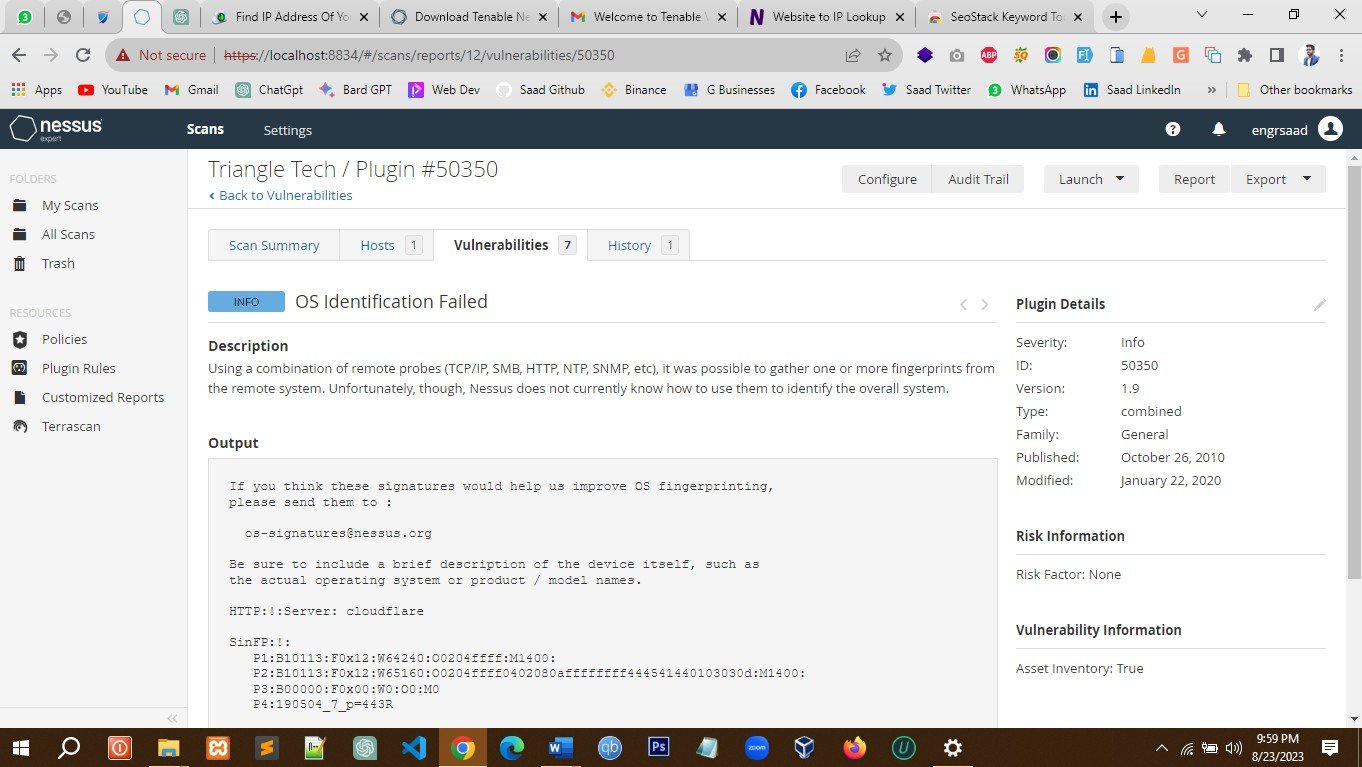 3
Find IP Address Of Yo
Download Tenable Ne
Welcome to Tenable V
N Website to IP Lookup
SeoStack Keyword To
Not secure https://localhost:8834/#/scans/reports/12/vulnerabilities/50350
ABP
G
Apps YouTube Gmail ChatGpt Bard GPT Web Dev Saad Github Binance G Businesses Facebook Saad Twitter 3 WhatsApp Saad LinkedIn » Other bookmarks
nessus
expert
Scans Settings
engrsaad
FOLDERS
My Scans
All Scans
Trash
RESOURCES
Policies
Plugin Rules
Customized Reports
Terrascan
Triangle Tech / Plugin #50350
‹ Back to Vulnerabilities
Configure Audit Trail Launch Report Export
Scan Summary Hosts 1 Vulnerabilities 7 History 1
INFO OS Identification Failed
Description
Using a combination of remote probes (TCP/IP, SMB, HTTP, NTP, SNMP, etc), it was possible to gather one or more fingerprints from
the remote system. Unfortunately, though, Nessus does not currently know how to use them to identify the overall system.
Output
If you think these signatures would help us improve OS fingerprinting,
please send them to :
os-signatures@nessus.org
Be sure to include a brief description of the device itself, such as
the actual operating system or product / model names.
HTTP:!:Server: cloudflare
SinFP:!:
P1:B10113:F0x12:W64240:O0204ffff:M1400:
P2:B10113:F0x12:W65160:O0204ffff0402080affffffff444541440103030d:M1400:
P3:B00000:F0x00:W0:O0:M0
P4:190504_7_p=443R
Plugin Details
Severity: Info
ID: 50350
Version: 1.9
Type: combined
Family: General
Published: October 26, 2010
Modified: January 22, 2020
Risk Information
Risk Factor: None
Vulnerability Information
Asset Inventory: True
W
qb
Ps
zoom
U
9:59 PM
8/23/2023